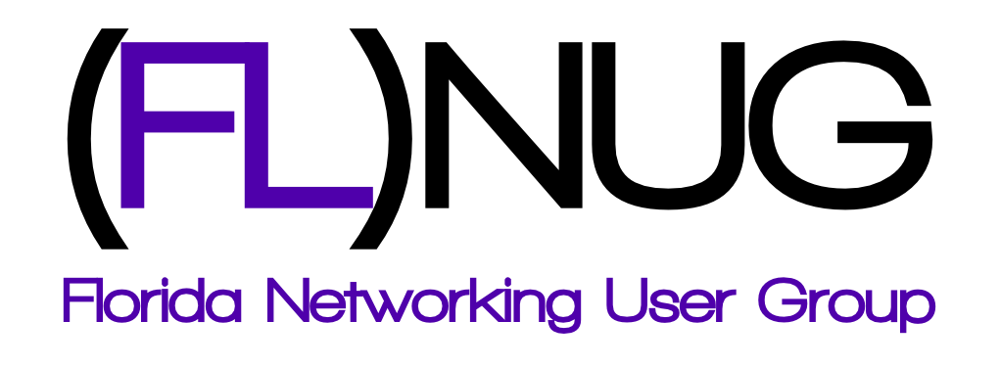 (FL)NUG
Florida Networking User Group